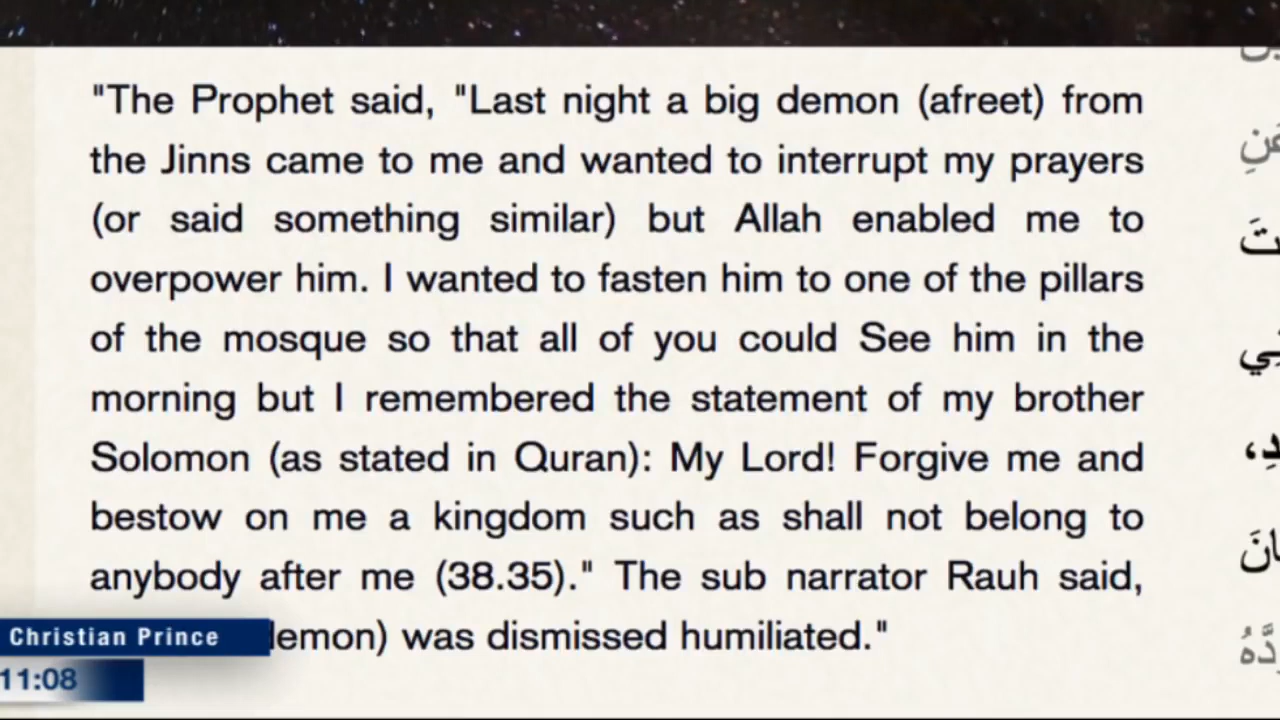 "The Prophet said, "Last night a big demon (afreet) from
the Jinns came to me and wanted to interrupt my prayers
(or said something similar) but Allah enabled me to
overpower him. I wanted to fasten him to one of the pillars
of the mosque so that all of you could See him in the
morning but I remembered the statement of my brother
Solomon (as stated in Quran): My Lord! Forgive me and
bestow on me a kingdom such as shall not belong to
anybody after me (38.35)." The sub narrator Rauh said,
was dismissed humiliated."
Christian Prince
11:08